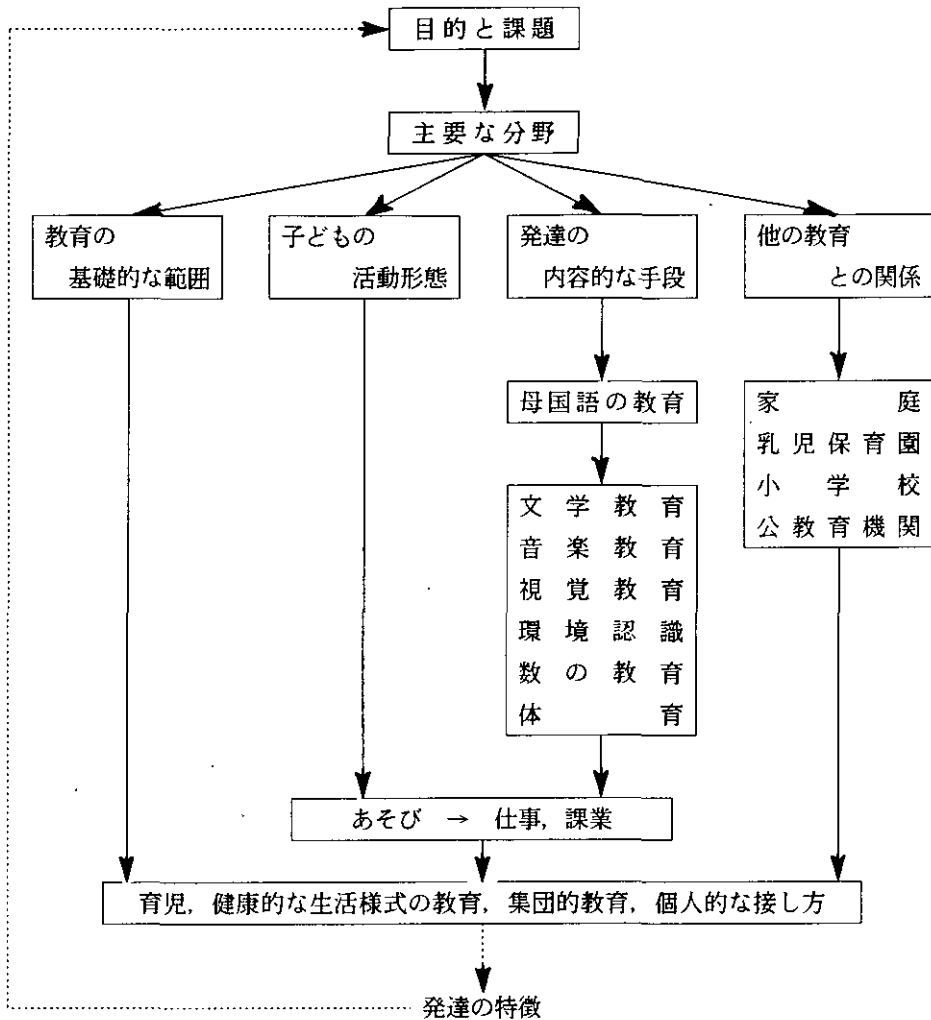 目的と課題
主要な分野
教育の
基礎的な範囲
子どもの
活動形態
発達の
内容的な手段
他の教育
との関係
母国語の教育
家庭
乳児保育園
小学校
公教育機関
文学教育
音楽教育
視覚教育
環境認識
数の教育
体育
あそび → 仕事，課業
育児，健康的な生活様式の教育，集団的教育，個人的な接し方
発達の特徴